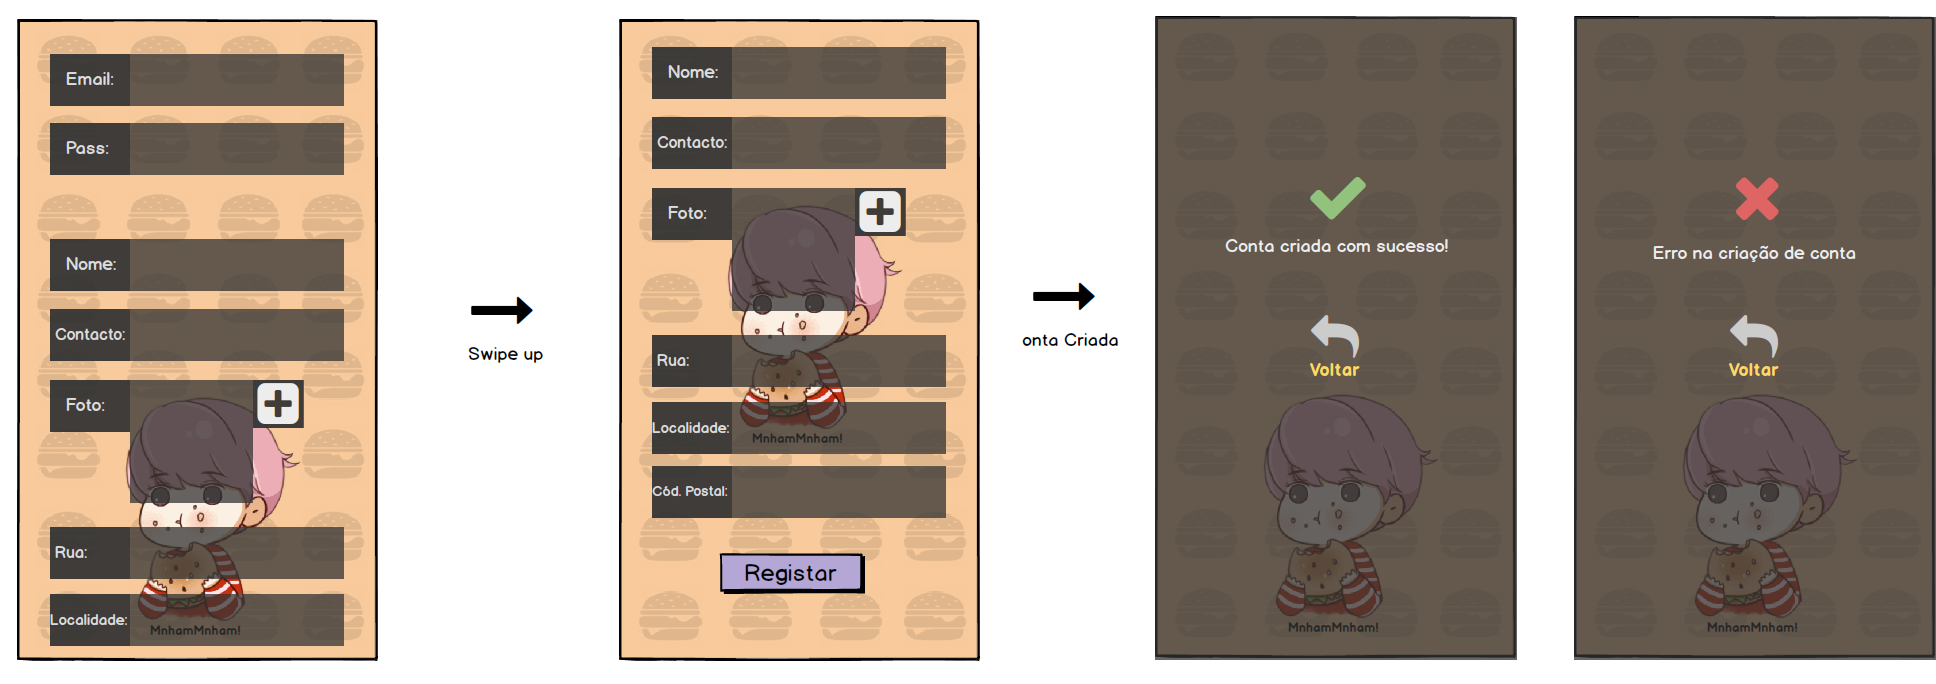 Email:
Pass:
Nome:
Contacto:
Foto:
Rua:
Localidade:
MnhamMnham!
Swipe up
Nome:
Contacto:
Foto:
Rua:
Localidade:
MnhamMnham!
Cód. Postal:
Registar
onta Criada
Conta criada com sucesso!
Voltar
MnhamMnham!
Erro na criação de conta
Voltar
MnhamMnham!